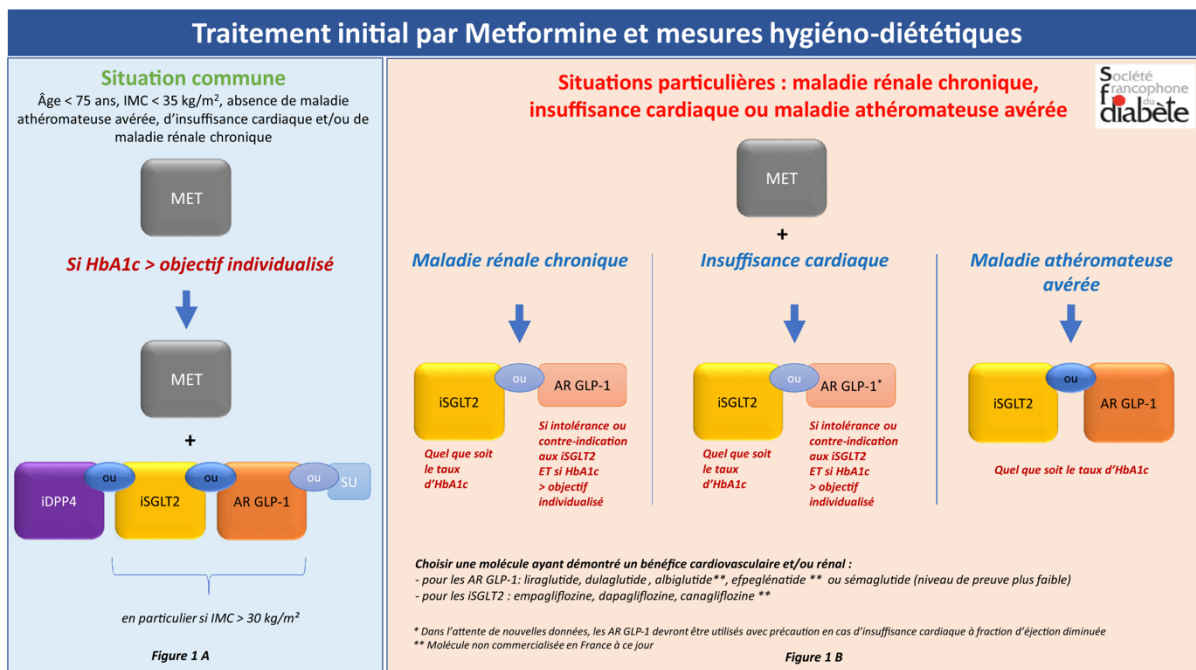 Traitement initial par Metformine et mesures hygiéno-diététiques
Situation commune
Âge < 75 ans, IMC < 35 kg/m², absence de maladie
athéromateuse avérée, d’insuffisance cardiaque et/ou de
maladie rénale chronique
MET
Si HbA1c > objectif individualisé
MET
+
iDPP4
ou
iSGLT2
ou
AR GLP-1
ou
SU
en particulier si IMC > 30 kg/m²
Figure 1 A
Situations particulières : maladie rénale chronique,
insuffisance cardiaque ou maladie athéromateuse avérée
Société
francophone
du
diabète
MET
+
Maladie rénale chronique
iSGLT2
ou
AR GLP-1
Quel que soit
le taux
d’HbA1c
Si intolérance ou
contre-indication
aux iSGLT2
ET si HbA1c
> objectif
individualisé
Insuffisance cardiaque
iSGLT2
ou
AR GLP-1*
Quel que soit
le taux
d’HbA1c
Si intolérance ou
contre-indication
aux iSGLT2
ET si HbA1c
> objectif
individualisé
Maladie athéromateuse
avérée
iSGLT2
ou
AR GLP-1
Quel que soit le taux d’HbA1c
Choisir une molécule ayant démontré un bénéfice cardiovasculaire et/ou rénal :
- pour les AR GLP-1: liraglutide, dulaglutide , albiglutide**, efpeglénatide ** ou sémaglutide (niveau de preuve plus faible)
- pour les iSGLT2 : empagliflozine, dapagliflozine, canagliflozine **
* Dans l’attente de nouvelles données, les AR GLP-1 devront être utilisés avec précaution en cas d’insuffisance cardiaque à fraction d’éjection diminuée
** Molécule non commercialisée en France à ce jour
Figure 1 B